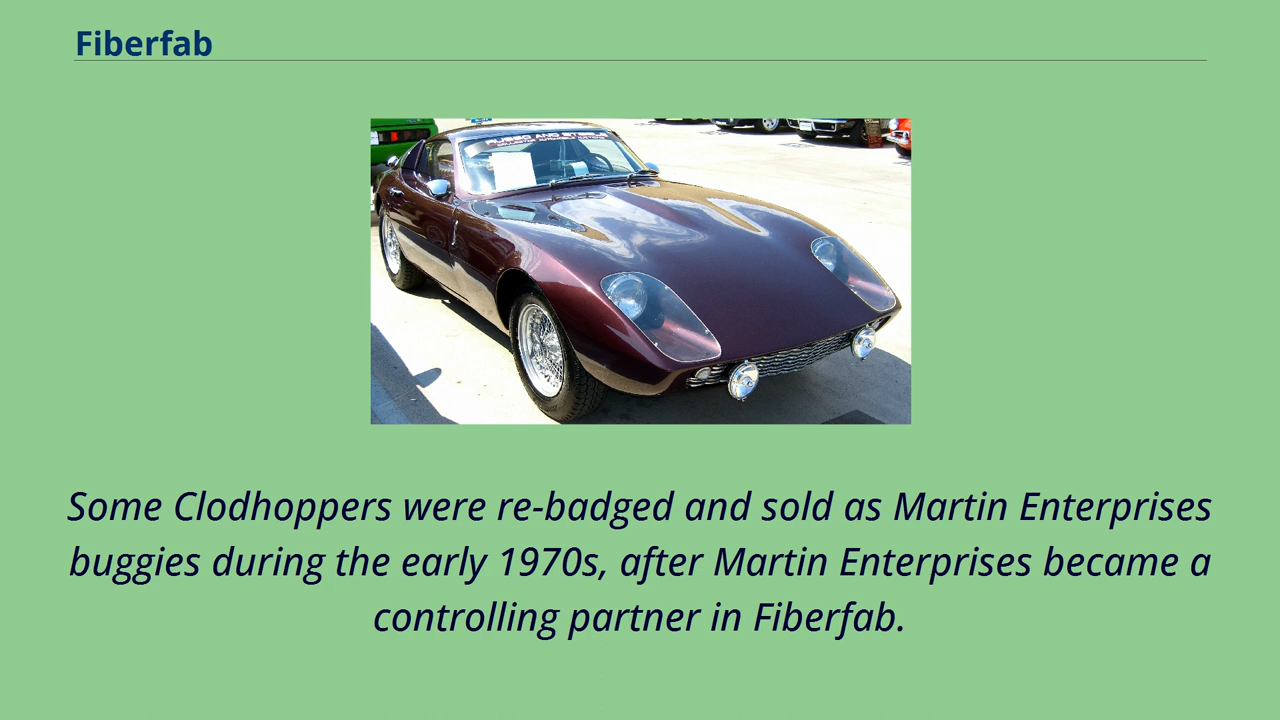 Fiberfab
Some Clodhoppers were re-badged and sold as Martin Enterprises
buggies during the early 1970s, after Martin Enterprises became a
controlling partner in Fiberfab.